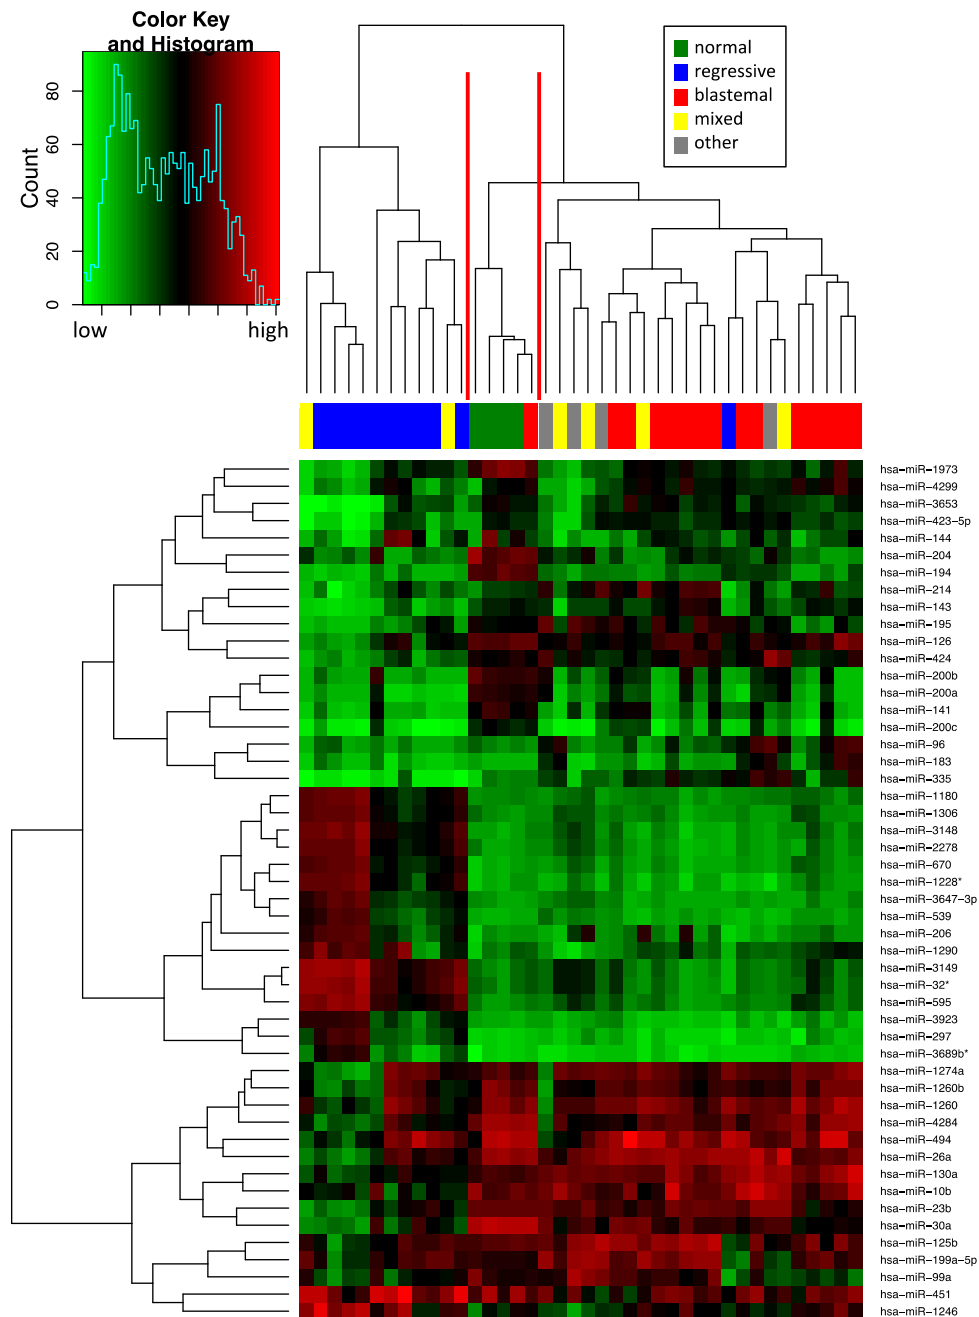 Color Key
and Histogram
Count
0
20
40
60
80
low
high
normal
regressive
blastemal
mixed
other
hsa−miR−1973
hsa−miR−4299
hsa−miR−3653
hsa−miR−423−5p
hsa−miR−144
hsa−miR−204
hsa−miR−194
hsa−miR−214
hsa−miR−143
hsa−miR−195
hsa−miR−126
hsa−miR−424
hsa−miR−200b
hsa−miR−200a
hsa−miR−141
hsa−miR−200c
hsa−miR−96
hsa−miR−183
hsa−miR−335
hsa−miR−1180
hsa−miR−1306
hsa−miR−3148
hsa−miR−2278
hsa−miR−670
hsa−miR−1228*
hsa−miR−3647−3p
hsa−miR−539
hsa−miR−206
hsa−miR−1290
hsa−miR−3149
hsa−miR−32*
hsa−miR−595
hsa−miR−3923
hsa−miR−297
hsa−miR−3689b*
hsa−miR−1274a
hsa−miR−1260b
hsa−miR−1260
hsa−miR−4284
hsa−miR−494
hsa−miR−26a
hsa−miR−130a
hsa−miR−10b
hsa−miR−23b
hsa−miR−30a
hsa−miR−125b
hsa−miR−199a−5p
hsa−miR−99a
hsa−miR−451
hsa−miR−1246